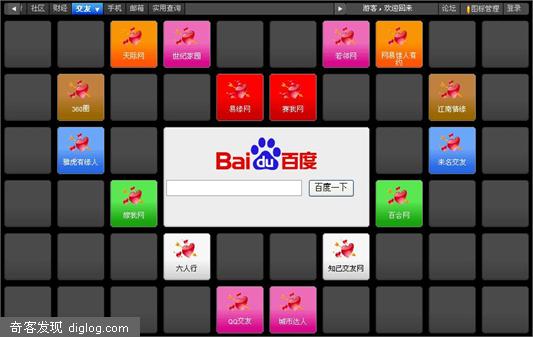 社区 财经 交友 手机 邮箱 实用查询 游客，欢迎回来 论坛 图标管理 登录
天际网 世纪家园 若邻网 网易佳人有约
360圈 易缘网 赛我网 江南情缘
Baidu百度
雅虎有缘人 未名交友
百度一下
嫁我网 百合网
六人行 知己交友网
QQ交友 城市达人
奇客发现 diglog.com